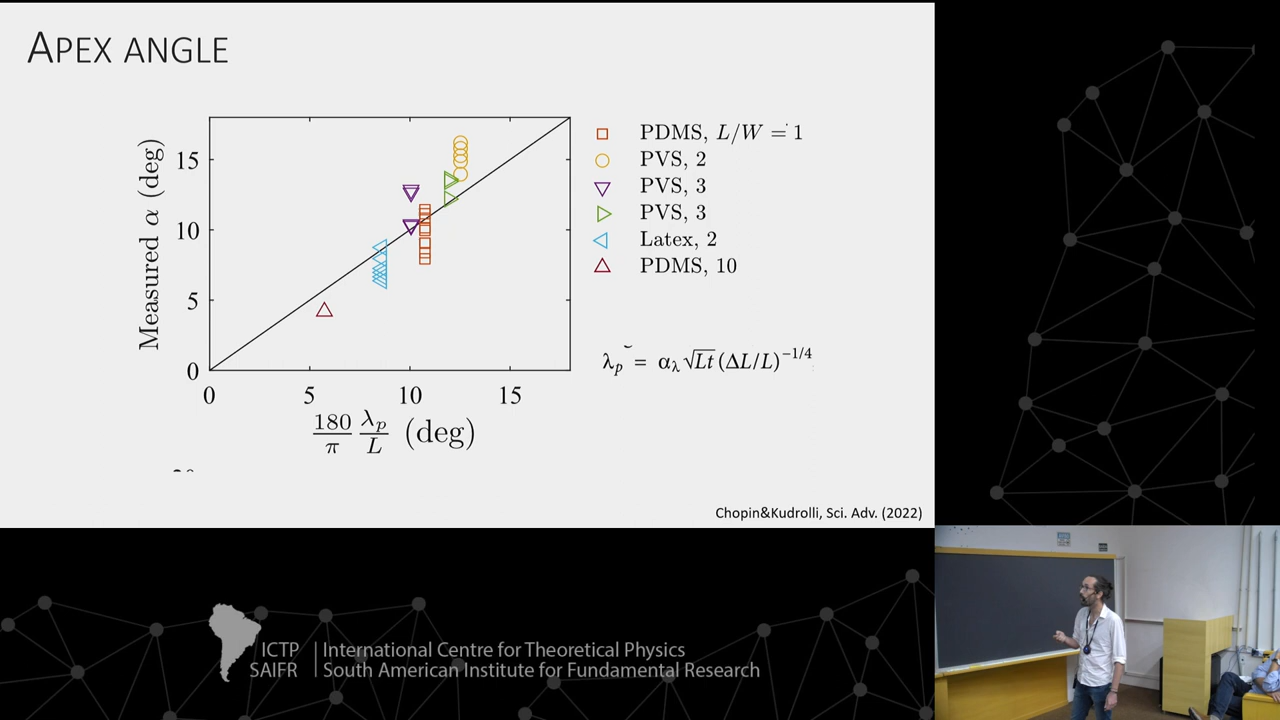 APEX ANGLE
Measured α (deg)
15
10
5
0
0 5 10 15
180/π λp/L (deg)
PDMS, L/W = 1
PVS, 2
PVS, 3
PVS, 3
Latex, 2
PDMS, 10
λp = αλ√Lt (ΔL/L)^−1/4
Chopin&Kudrolli, Sci. Adv. (2022)
ICTP International Centre for Theoretical Physics
SAIFR South American Institute for Fundamental Research